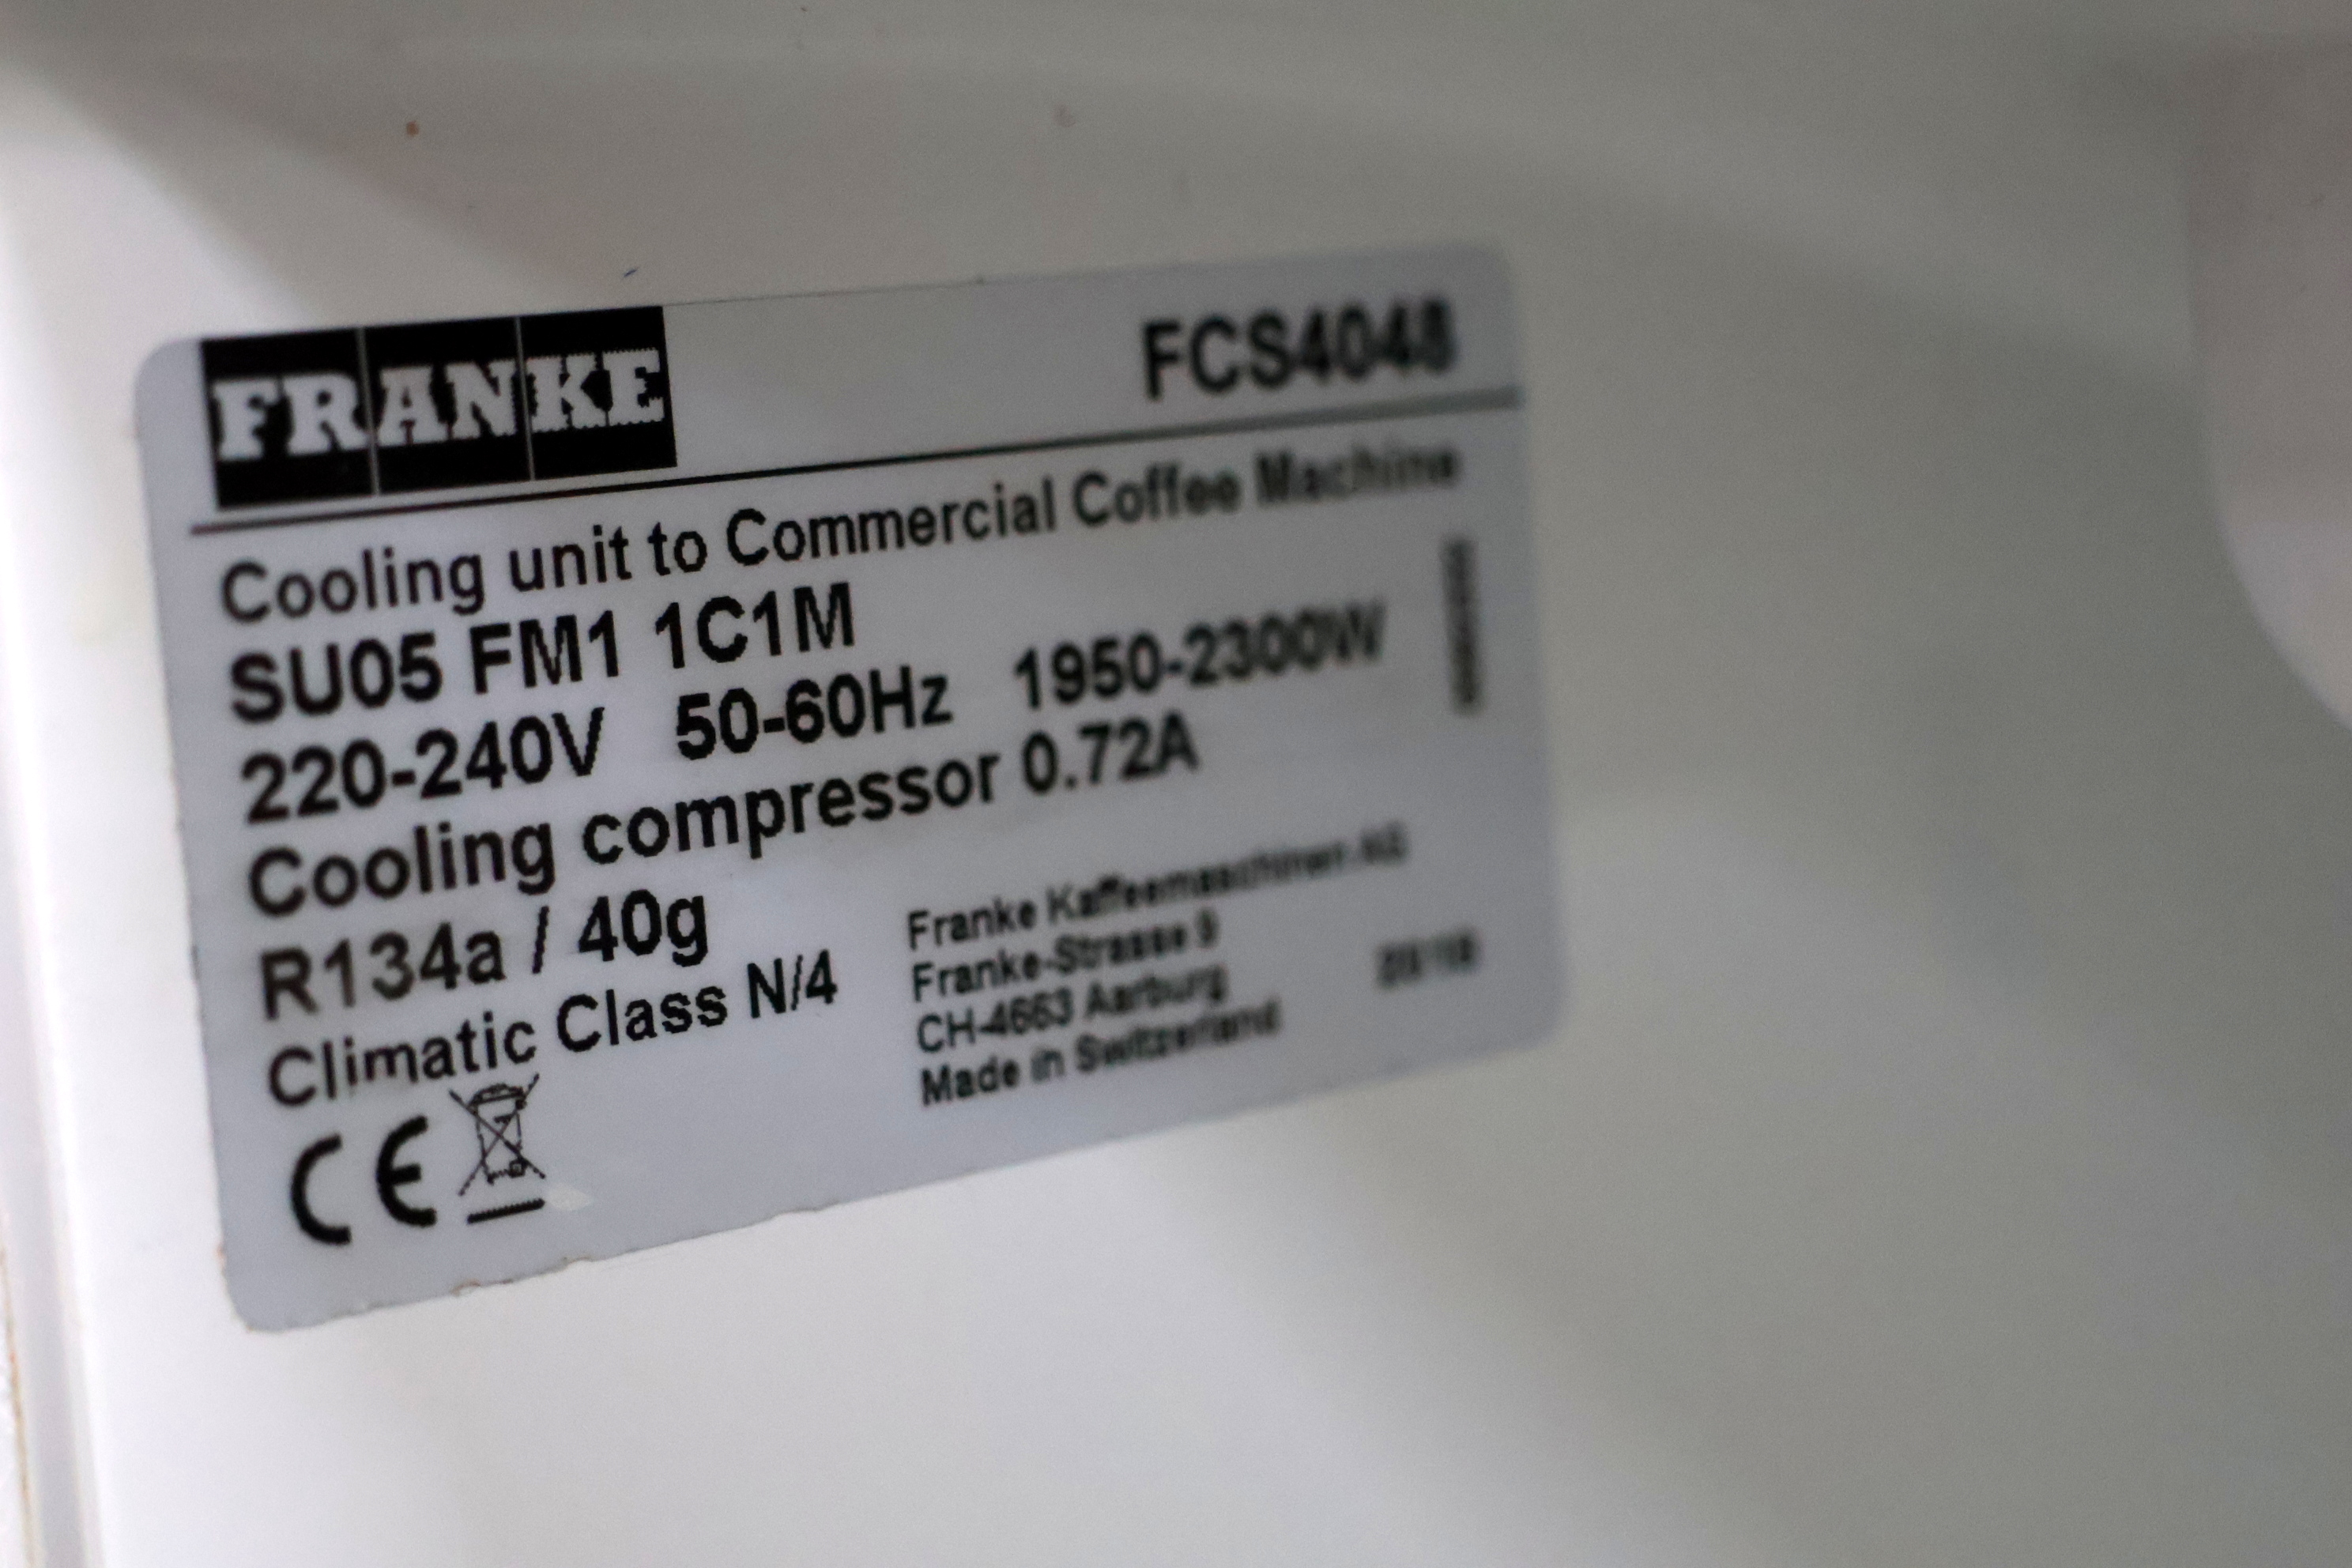 FRANKE
FCS4048
Cooling unit to Commercial Coffee Machine
SU05 FM1 1C1M
220-240V 50-60Hz 1950-2300W
Cooling compressor 0.72A
R134a / 40g
Climatic Class N/4
Franke Kaffeemaschinen AG
Franke-Strasse 9
CH-4663 Aarburg
Made in Switzerland
CE